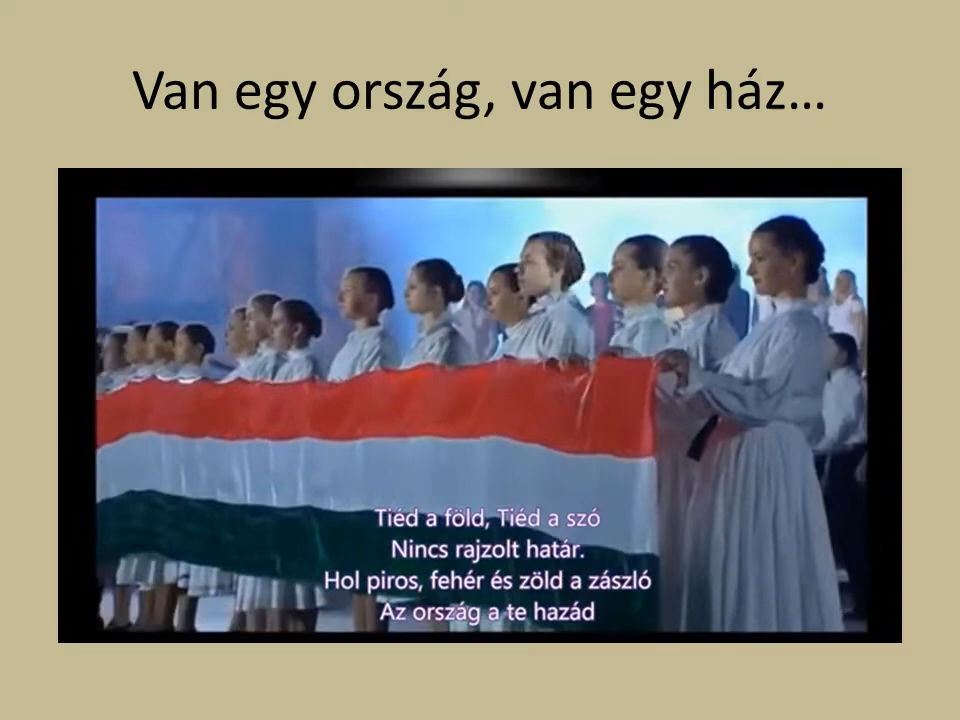 Van egy ország, van egy ház…
Tiéd a föld, Tiéd a szó
Nincs rajzolt határ.
Hol piros, fehér és zöld a zászló
Az ország a te hazád